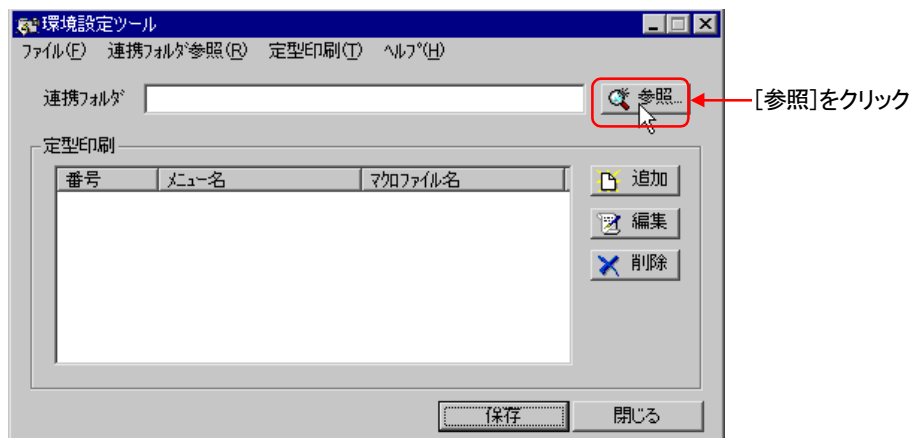 環境設定ツール
ファイル(F) 連携フォルダ参照(R) 定型印刷(T) ヘルプ(H)
連携フォルダ 参照... [参照]をクリック
定型印刷
番号 メニュー名 マクロファイル名 追加
編集
削除
保存 閉じる